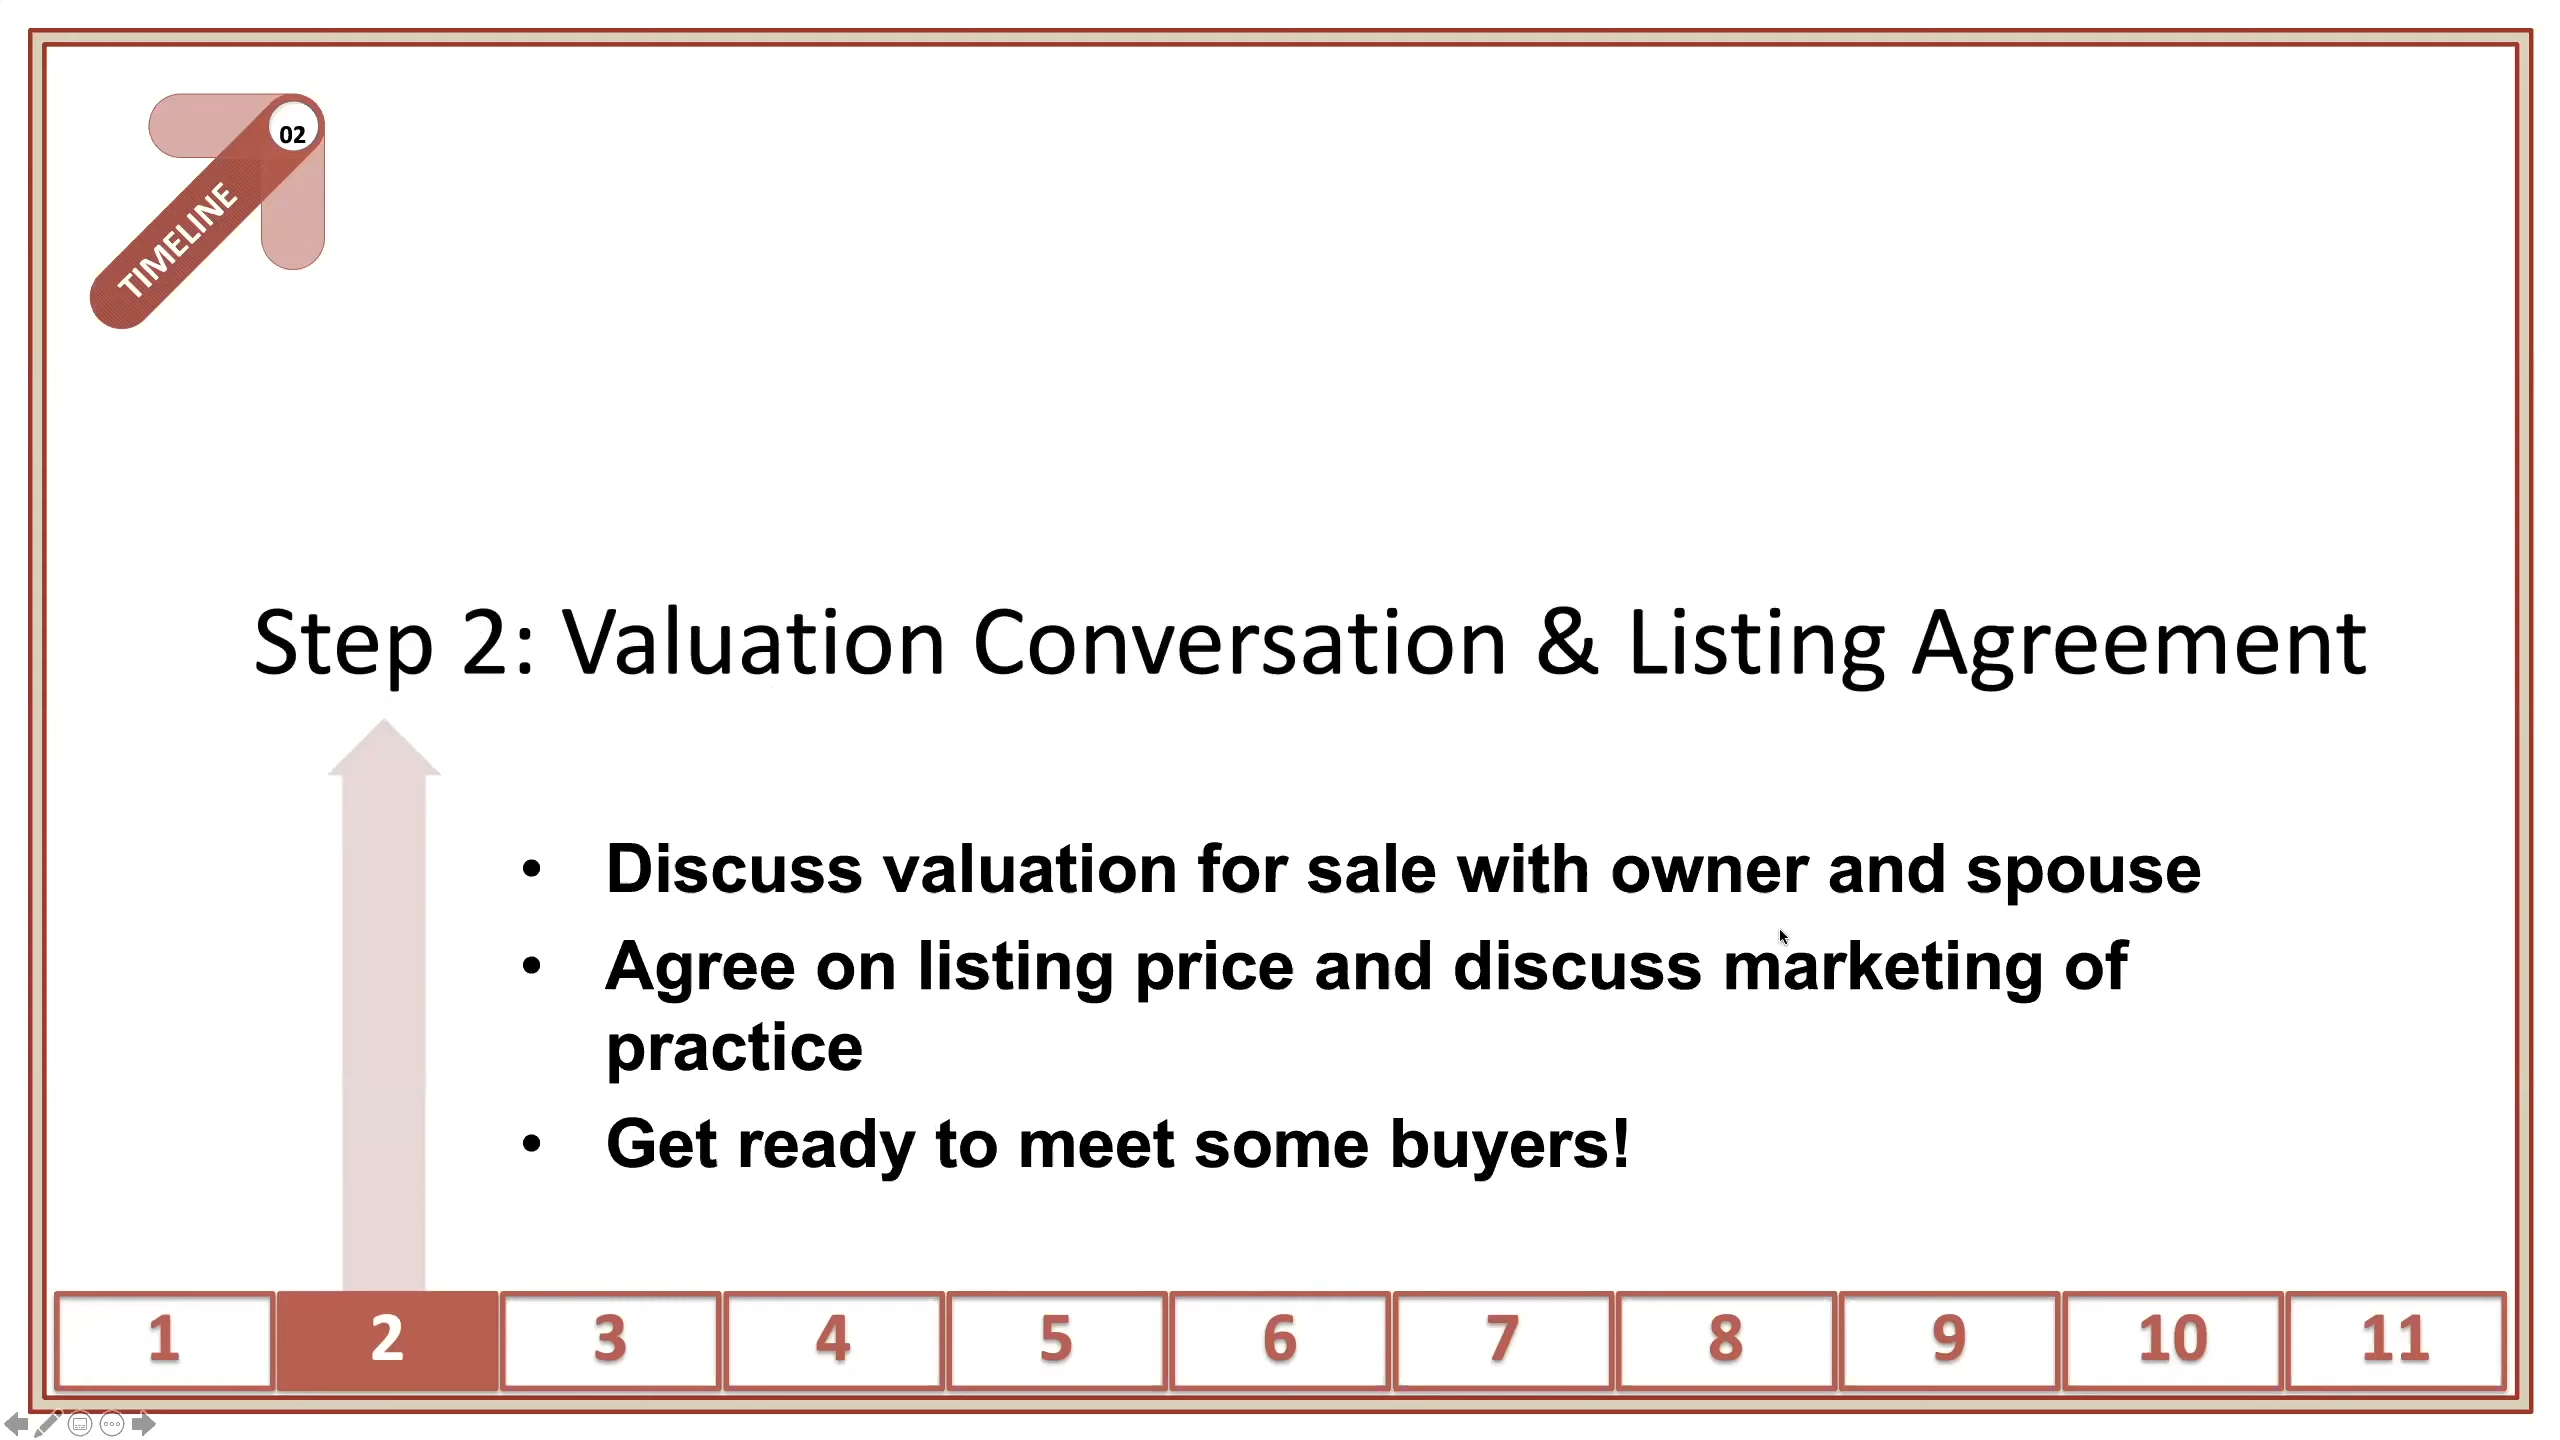 02
TIMELINE
Step 2: Valuation Conversation & Listing Agreement
• Discuss valuation for sale with owner and spouse
• Agree on listing price and discuss marketing of
practice
• Get ready to meet some buyers!
1 2 3 4 5 6 7 8 9 10 11